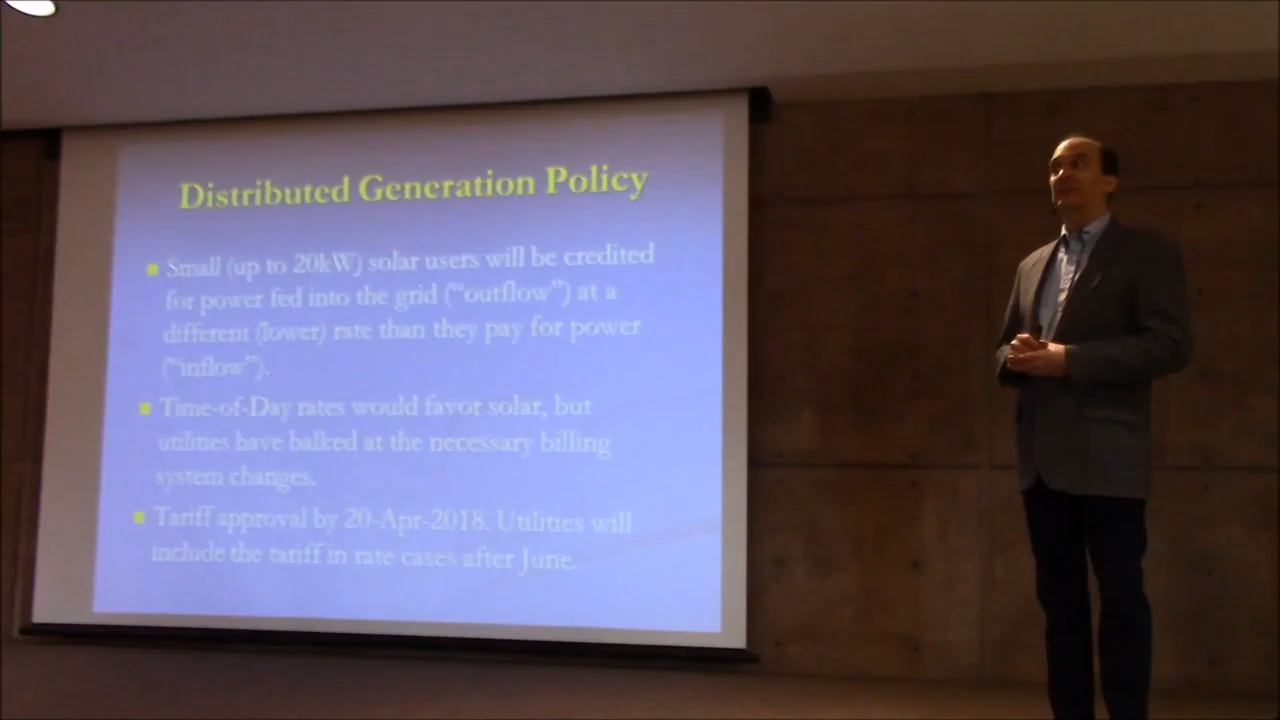 Distributed Generation Policy
Small (up to 20kW) solar users will be credited
for power fed into the grid ("outflow") at a
different (lower) rate than they pay for power
("inflow").
Time-of-Day rates would favor solar, but
utilities have balked at the necessary billing
system changes.
Tariff approval by 20-Apr-2018. Utilities will
include the tariff in rate cases after June.